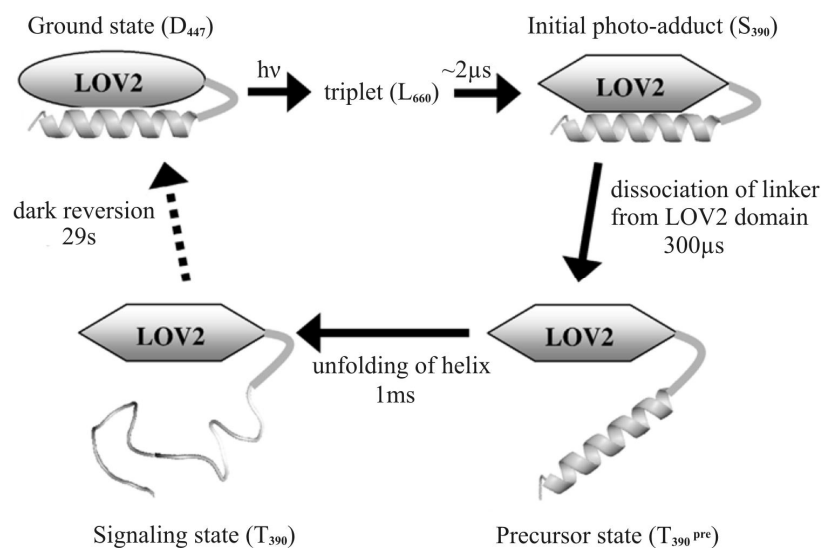 Ground state (D₄₄₇)
Initial photo-adduct (S₃₉₀)
LOV2
hν
triplet (L₆₆₀)
~2μs
LOV2
dark reversion
29s
dissociation of linker
from LOV2 domain
300μs
LOV2
unfolding of helix
1ms
LOV2
Signaling state (T₃₉₀)
Precursor state (T₃₉₀ ᵖʳᵉ)